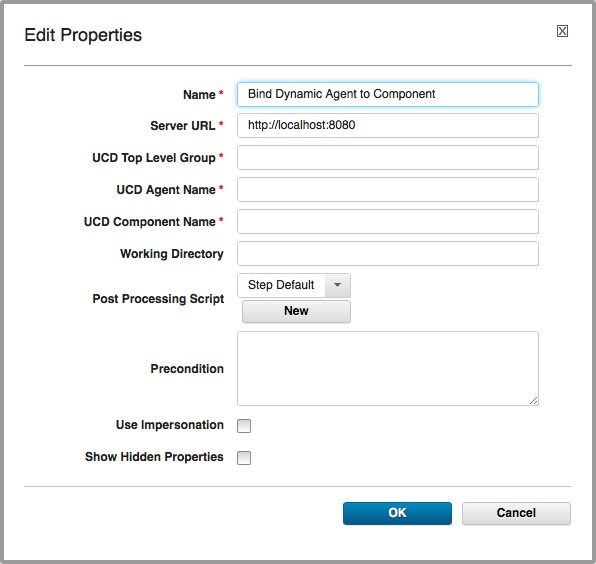 Edit Properties
Name * Bind Dynamic Agent to Component
Server URL * http://localhost:8080
UCD Top Level Group *
UCD Agent Name *
UCD Component Name *
Working Directory
Post Processing Script Step Default
New
Precondition
Use Impersonation
Show Hidden Properties
OK Cancel